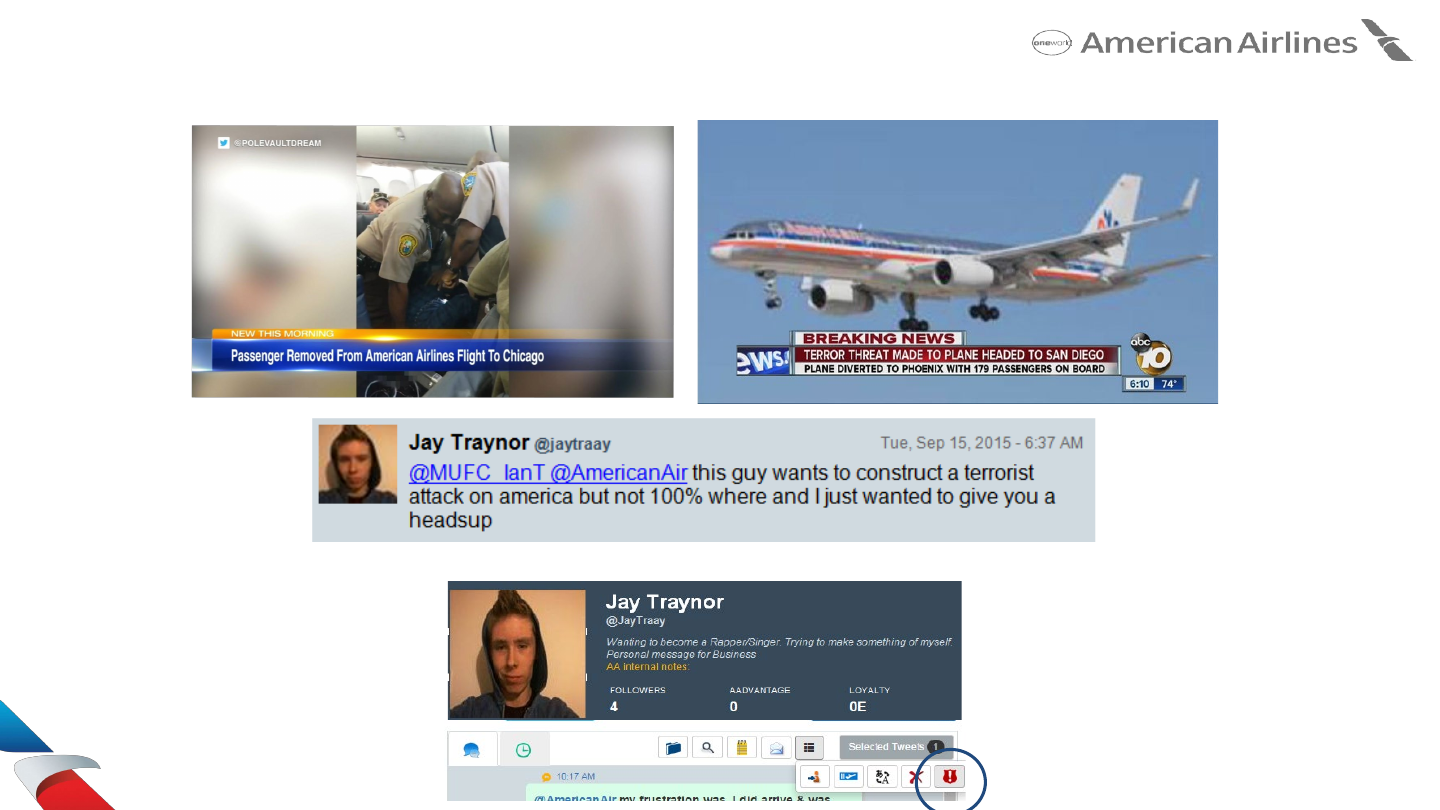 oneworld American Airlines
@POLEVAULTDREAM
NEW THIS MORNING
Passenger Removed From American Airlines Flight To Chicago
American
BREAKING NEWS
abc
10
eWS!
TERROR THREAT MADE TO PLANE HEADED TO SAN DIEGO
PLANE DIVERTED TO PHOENIX WITH 179 PASSENGERS ON BOARD
6:10 74°
Jay Traynor @jaytraay Tue, Sep 15, 2015 - 6:37 AM
@MUFC_IanT @AmericanAir this guy wants to construct a terrorist
attack on america but not 100% where and I just wanted to give you a
headsup
Jay Traynor
@JayTraay
Wanting to become a Rapper/Singer. Trying to make something of myself.
Personal message for Business
AA internal notes:
FOLLOWERS AADVANTAGE LOYALTY
4 0 0E
Selected Tweets 1
10:17 AM
@AmericanAir my frustration was, I did arrive & was